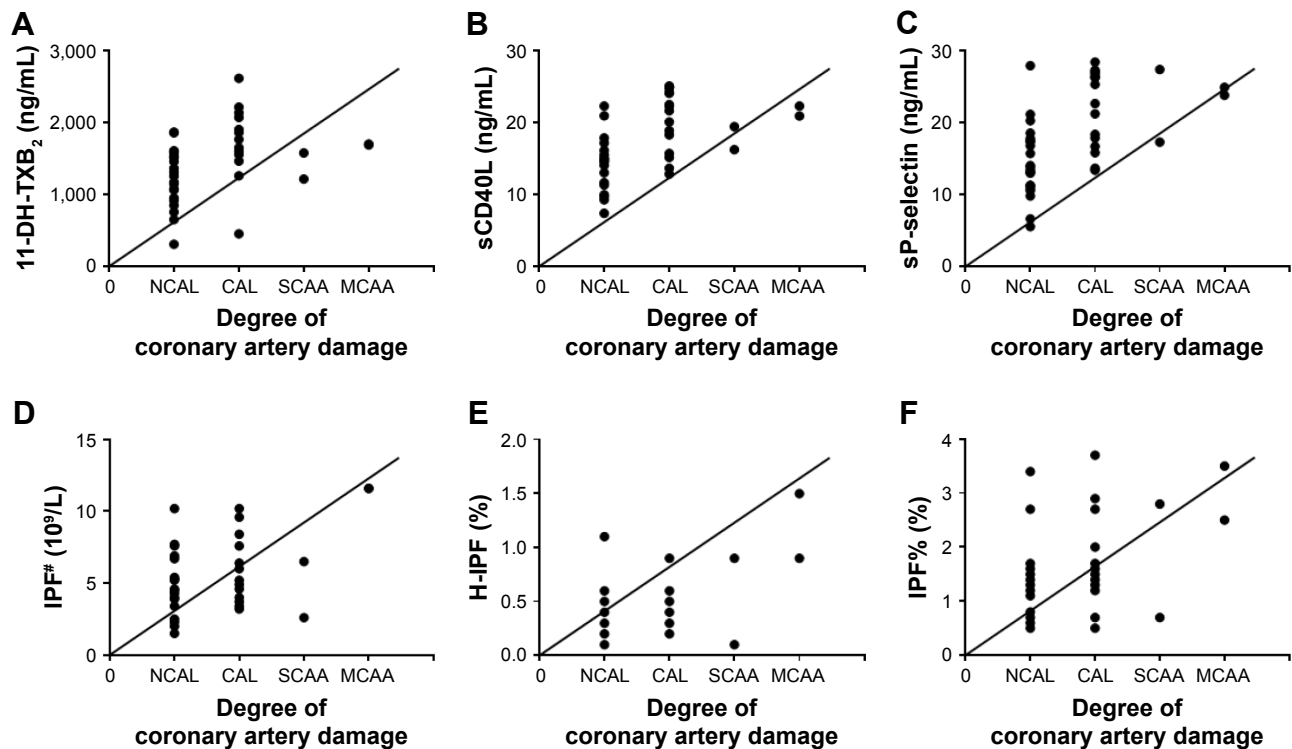 A
11-DH-TXB₂ (ng/mL)
3,000
2,000
1,000
0
0 NCAL CAL SCAA MCAA
Degree of
coronary artery damage
B
sCD40L (ng/mL)
30
20
10
0
0 NCAL CAL SCAA MCAA
Degree of
coronary artery damage
C
sP-selectin (ng/mL)
30
20
10
0
0 NCAL CAL SCAA MCAA
Degree of
coronary artery damage
D
IPF# (10⁹/L)
15
10
5
0
0 NCAL CAL SCAA MCAA
Degree of
coronary artery damage
E
H-IPF (%)
2.0
1.5
1.0
0.5
0.0
0 NCAL CAL SCAA MCAA
Degree of
coronary artery damage
F
IPF% (%)
4
3
2
1
0
0 NCAL CAL SCAA MCAA
Degree of
coronary artery damage